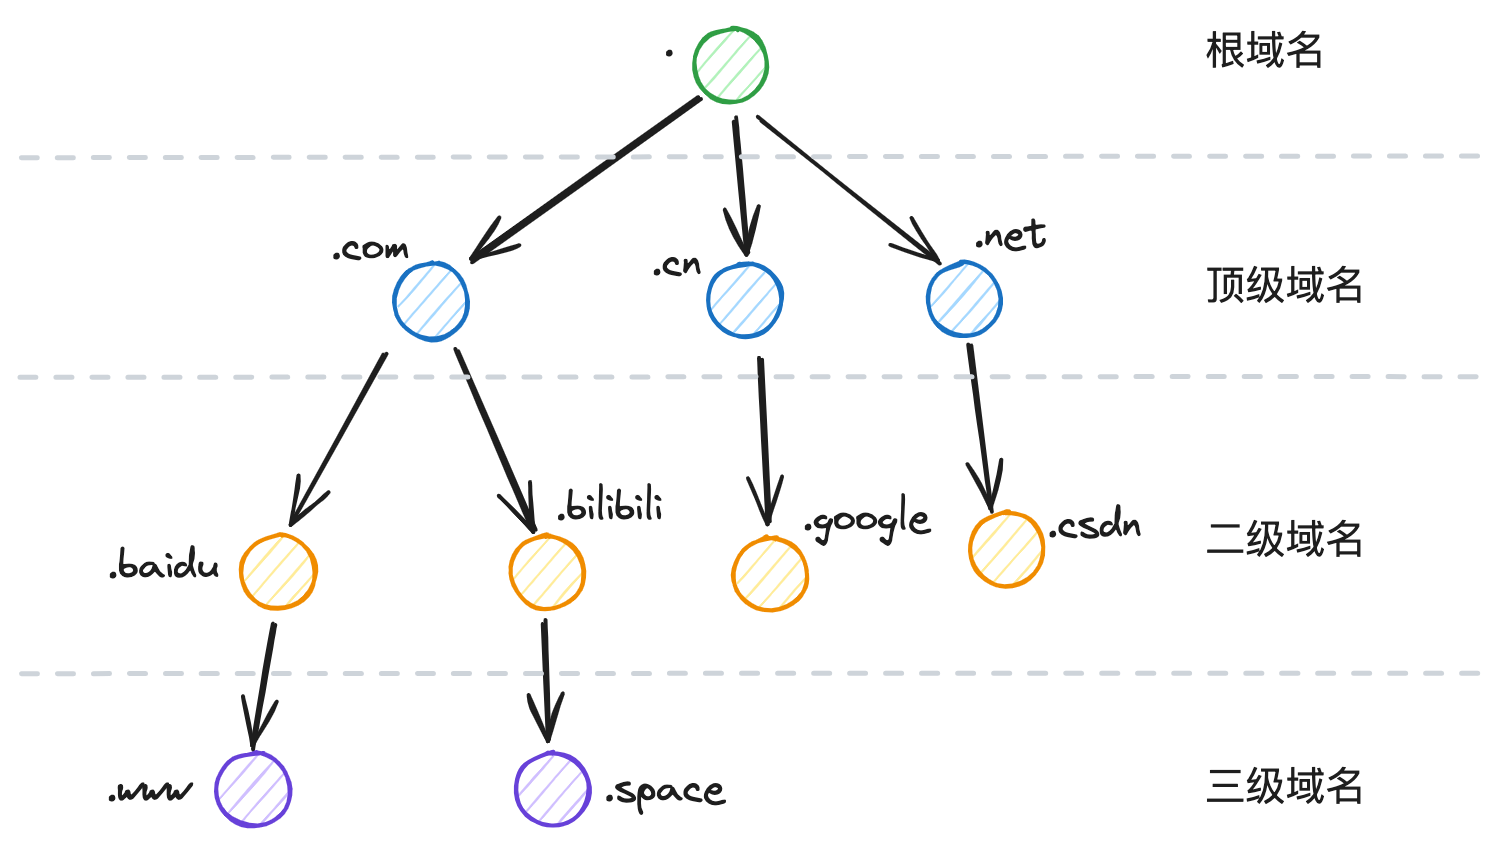 .
根域名
.com
.cn
.net
顶级域名
.baidu
.bilibili
.google
.csdn
二级域名
.www
.space
三级域名